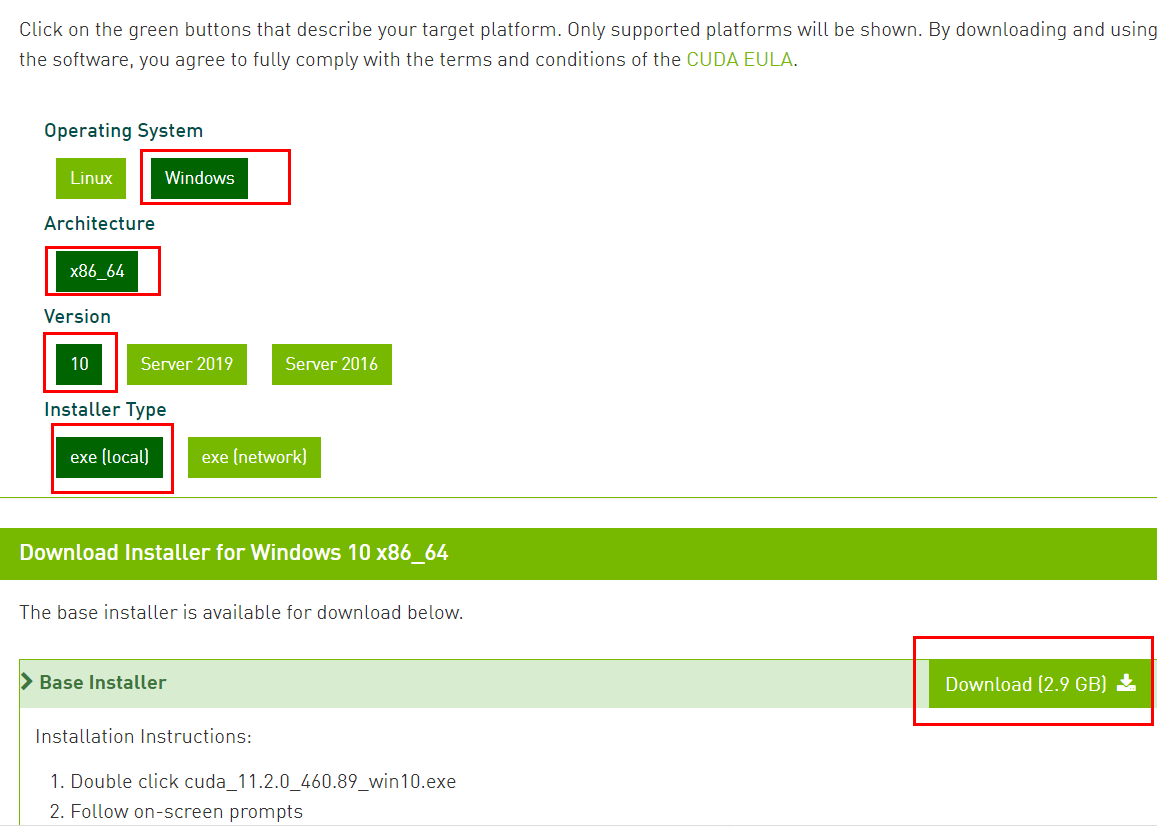 Click on the green buttons that describe your target platform. Only supported platforms will be shown. By downloading and using
the software, you agree to fully comply with the terms and conditions of the CUDA EULA.
Operating System
Linux Windows
Architecture
x86_64
Version
10 Server 2019 Server 2016
Installer Type
exe (local) exe (network)
Download Installer for Windows 10 x86_64
The base installer is available for download below.
Base Installer Download (2.9 GB)
Installation Instructions:
1. Double click cuda_11.2.0_460.89_win10.exe
2. Follow on-screen prompts